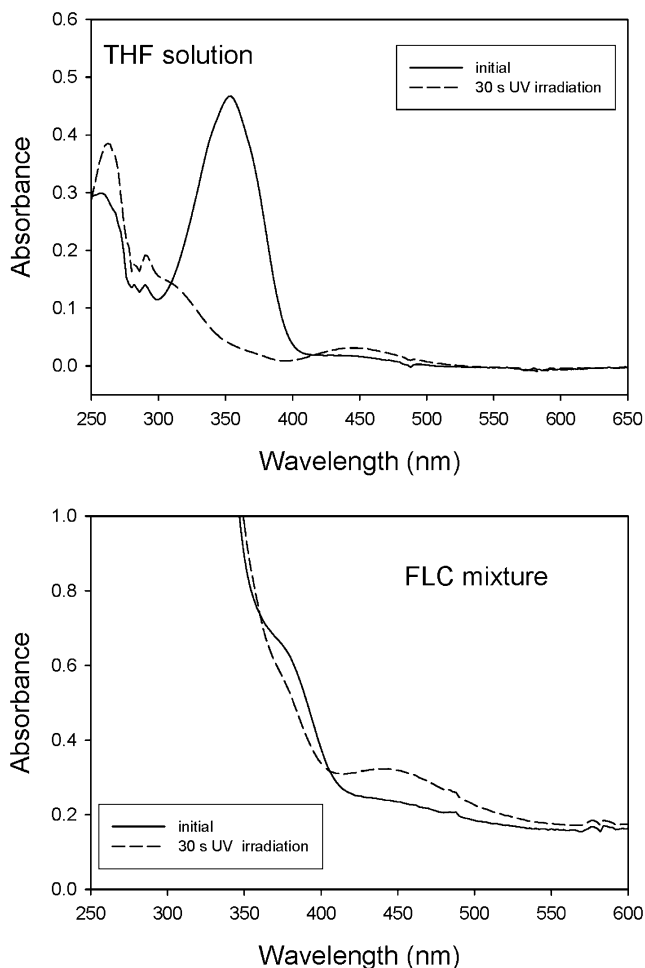 0.6
THF solution
initial
30 s UV irradiation
0.5
0.4
0.3
0.2
0.1
0.0
Absorbance
250 300 350 400 450 500 550 600 650
Wavelength (nm)
1.0
FLC mixture
0.8
0.6
0.4
0.2
0.0
Absorbance
initial
30 s UV irradiation
250 300 350 400 450 500 550 600
Wavelength (nm)